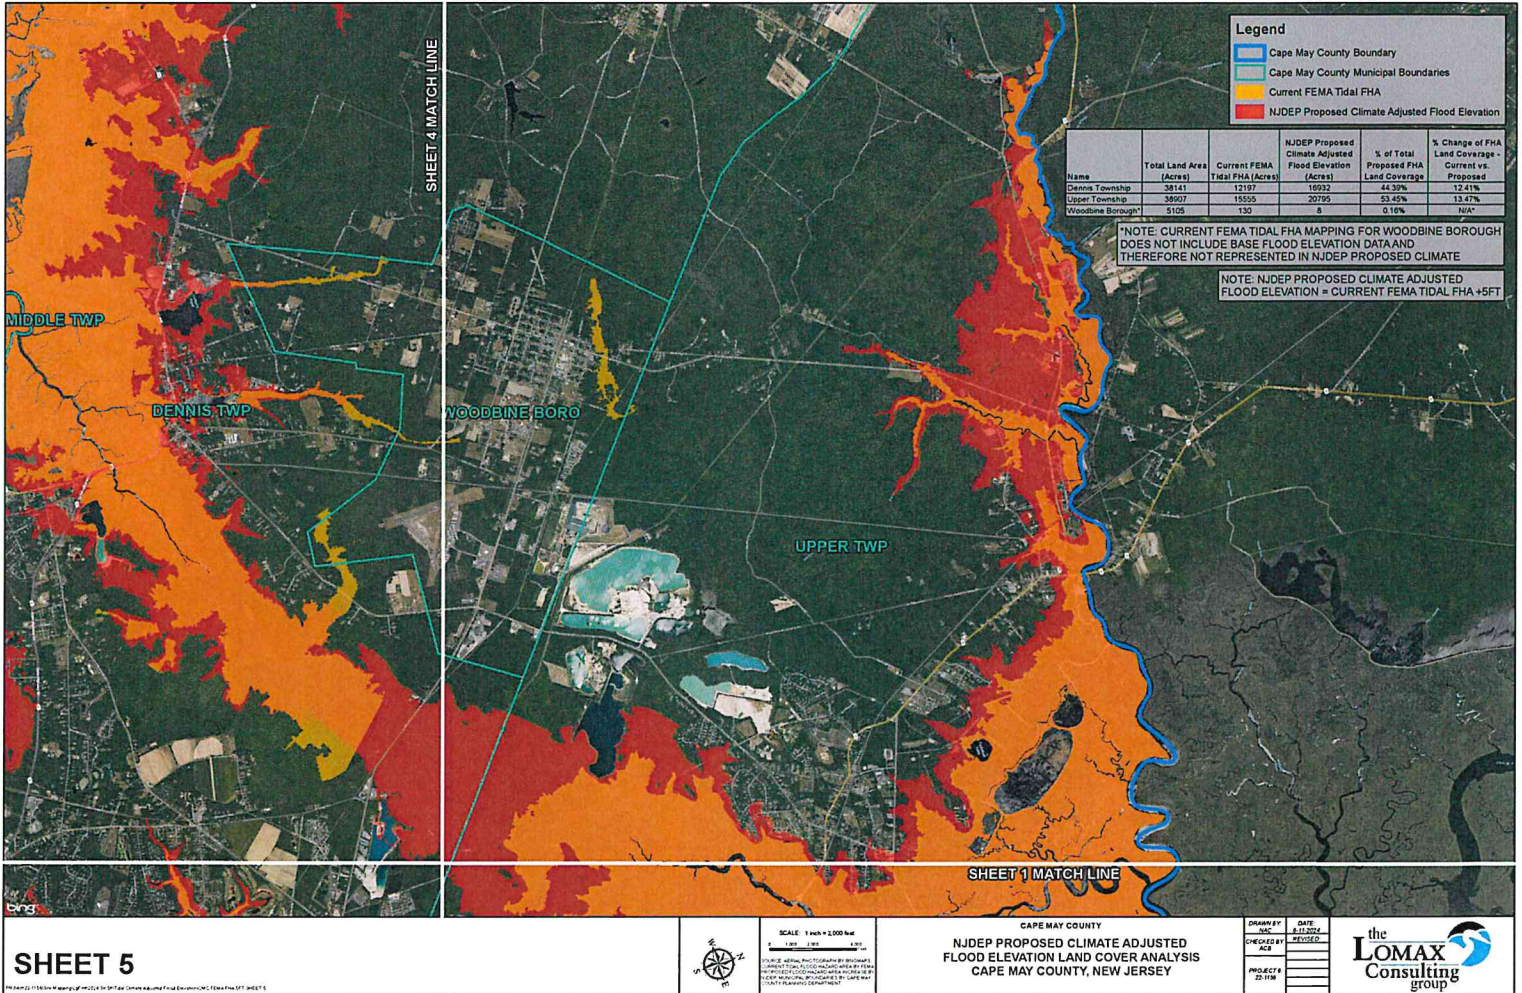 Legend
Cape May County Boundary
Cape May County Municipal Boundaries
Current FEMA Tidal FHA
NJDEP Proposed Climate Adjusted Flood Elevation
Name | Total Land Area (Acres) | Current FEMA Tidal FHA (Acres) | NJDEP Proposed Climate Adjusted Flood Elevation (Acres) | % of Total Proposed FHA Land Coverage | % Change of FHA Land Coverage - Current vs. Proposed
Dennis Township 38141 12197 16932 44.39% 12.41%
Upper Township 38907 15555 20795 53.45% 13.47%
Woodbine Borough* 5105 130 8 0.16% N/A*
*NOTE: CURRENT FEMA TIDAL FHA MAPPING FOR WOODBINE BOROUGH
DOES NOT INCLUDE BASE FLOOD ELEVATION DATA AND
THEREFORE NOT REPRESENTED IN NJDEP PROPOSED CLIMATE
NOTE: NJDEP PROPOSED CLIMATE ADJUSTED
FLOOD ELEVATION = CURRENT FEMA TIDAL FHA +5FT
SHEET 4 MATCH LINE
MIDDLE TWP
DENNIS TWP
WOODBINE BORO
UPPER TWP
SHEET 1 MATCH LINE
bing
SHEET 5
N
E
S
W
SCALE: 1 inch = 2,000 feet
CAPE MAY COUNTY
NJDEP PROPOSED CLIMATE ADJUSTED
FLOOD ELEVATION LAND COVER ANALYSIS
CAPE MAY COUNTY, NEW JERSEY
DRAWN BY: NAC
DATE: 6-11-2024
CHECKED BY: ACB
REVISED
PROJECT # 22-1158
the
LOMAX
Consulting
group